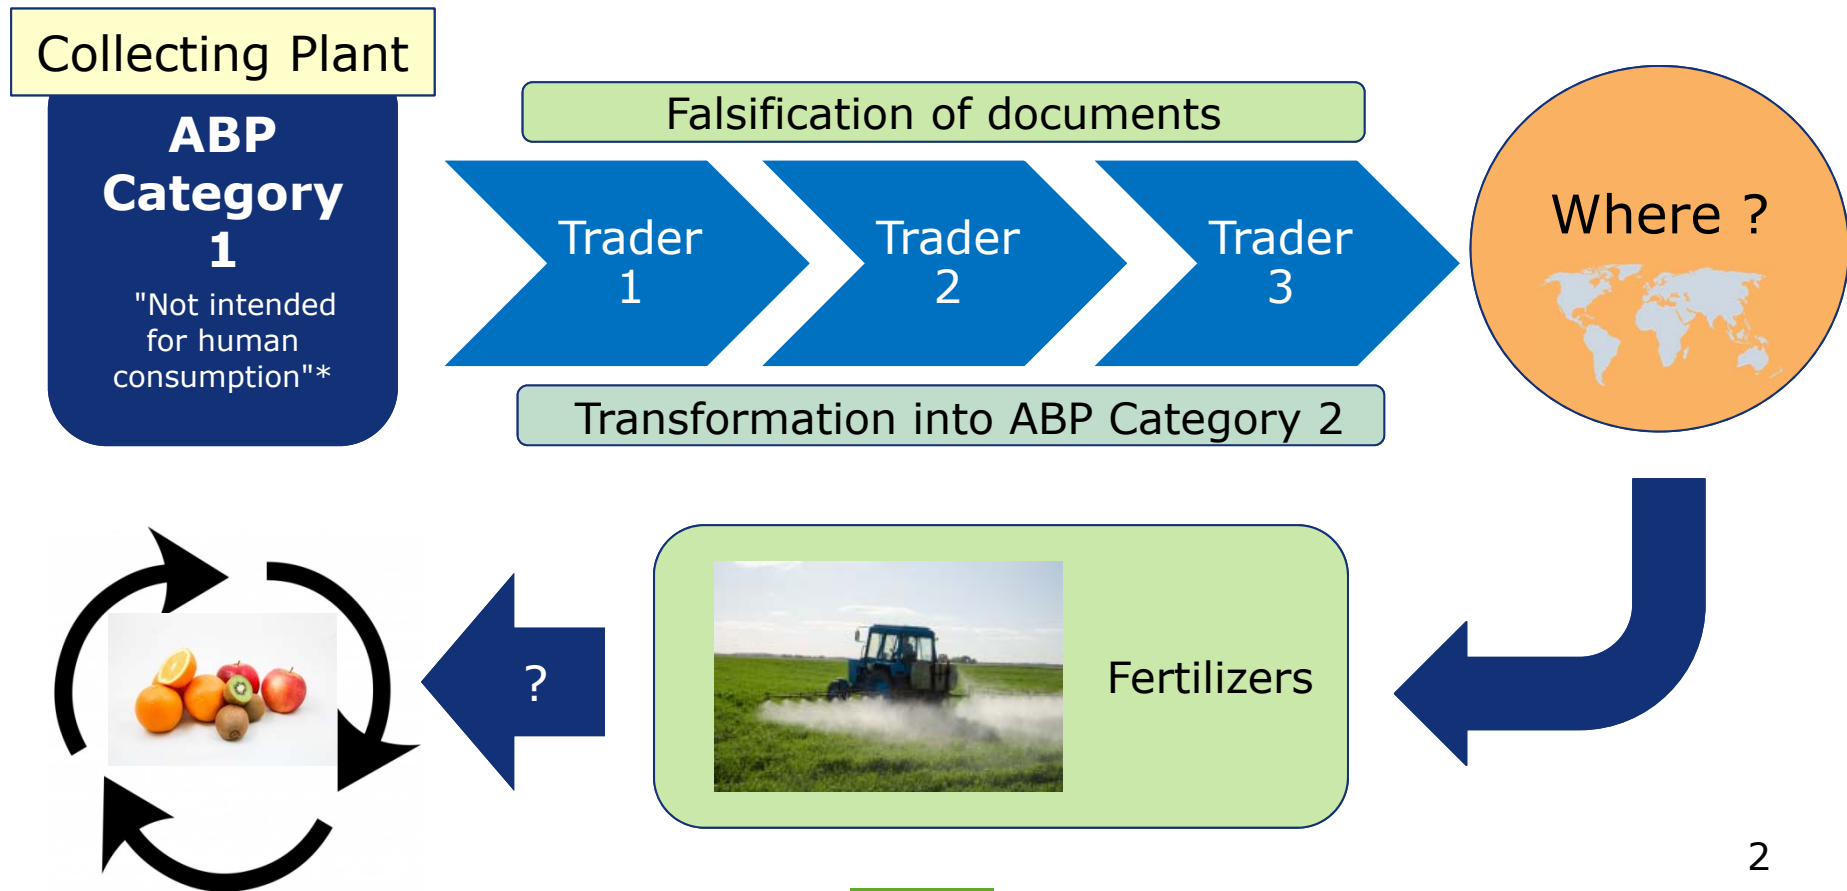 Collecting Plant
ABP
Category
1
"Not intended
for human
consumption"*
Falsification of documents
Trader
1
Trader
2
Trader
3
Transformation into ABP Category 2
Where ?
?
Fertilizers
2